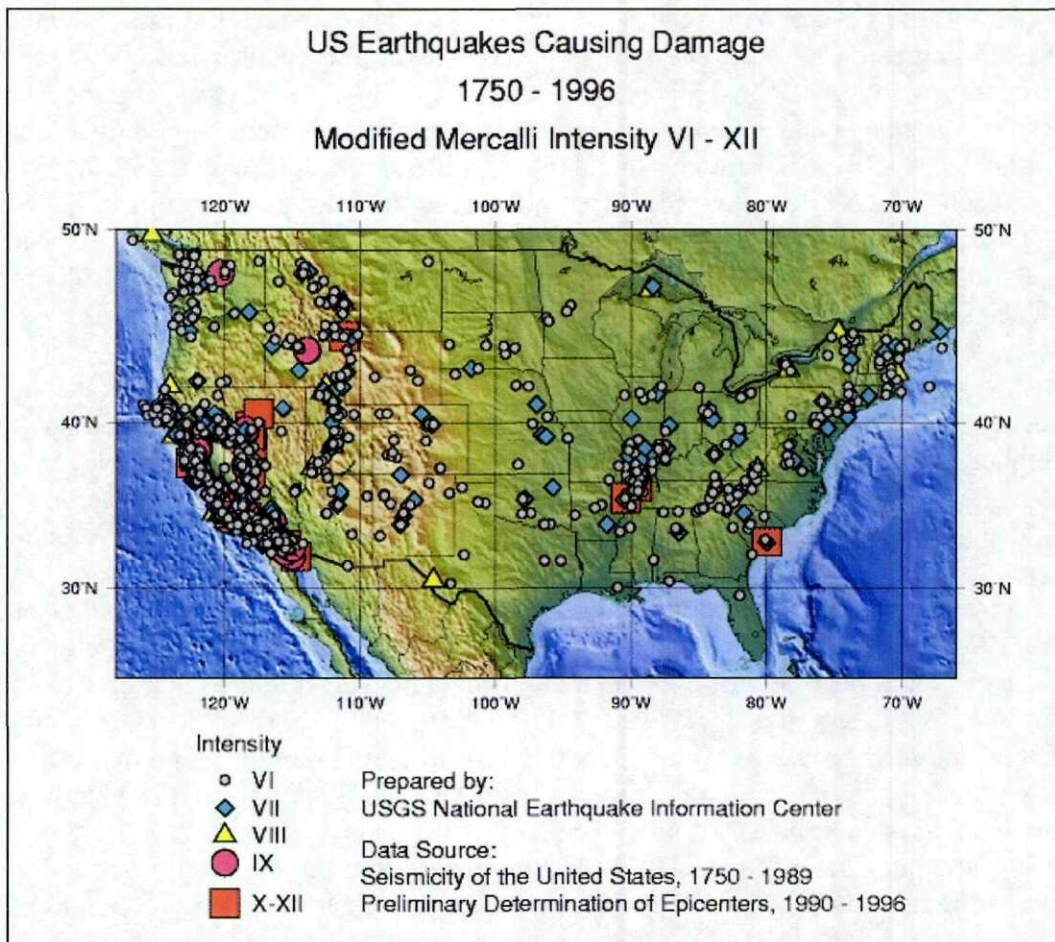 US Earthquakes Causing Damage
1750 - 1996
Modified Mercalli Intensity VI - XII
120˚W 110˚W 100˚W 90˚W 80˚W 70˚W
50˚N 50˚N
40˚N 40˚N
30˚N 30˚N
120˚W 110˚W 100˚W 90˚W 80˚W 70˚W
Intensity
VI
VII
VIII
IX
X-XII
Prepared by:
USGS National Earthquake Information Center
Data Source:
Seismicity of the United States, 1750 - 1989
Preliminary Determination of Epicenters, 1990 - 1996